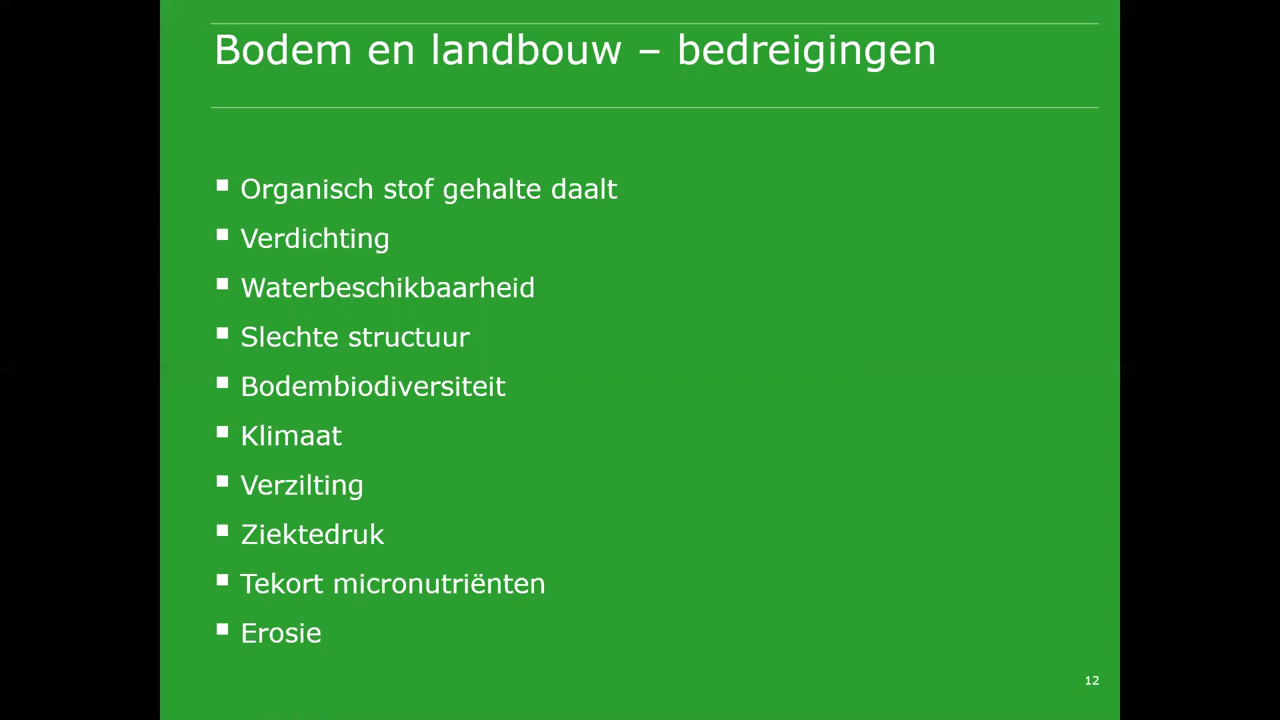 Bodem en landbouw – bedreigingen
▪ Organisch stof gehalte daalt
▪ Verdichting
▪ Waterbeschikbaarheid
▪ Slechte structuur
▪ Bodembiodiversiteit
▪ Klimaat
▪ Verzilting
▪ Ziektedruk
▪ Tekort micronutriënten
▪ Erosie
12